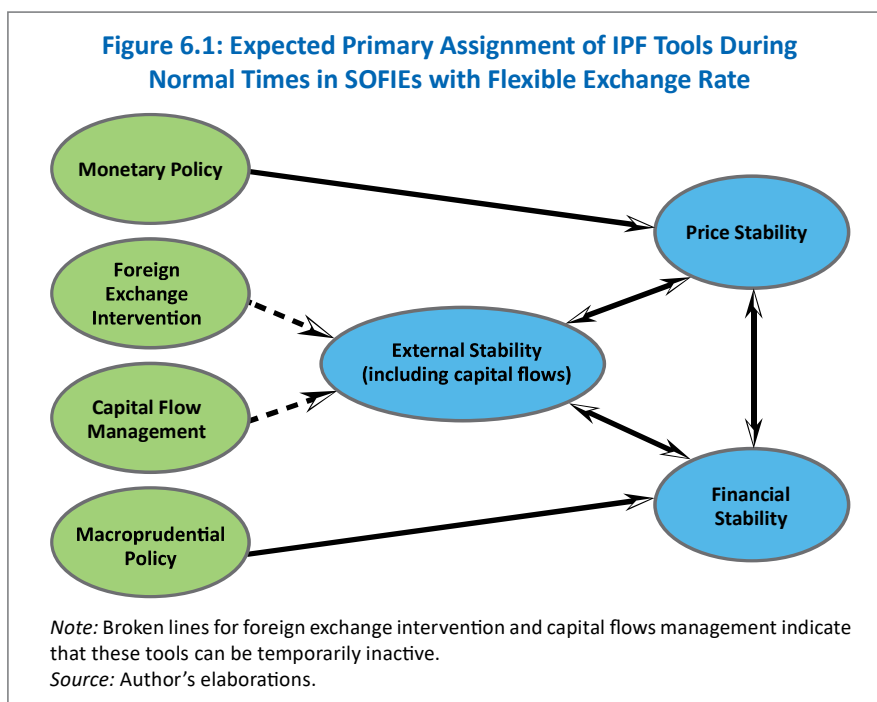 Figure 6.1: Expected Primary Assignment of IPF Tools During
Normal Times in SOFIEs with Flexible Exchange Rate
Monetary Policy
Foreign
Exchange
Intervention
Capital Flow
Management
Macroprudential
Policy
External Stability
(including capital flows)
Price Stability
Financial
Stability
Note: Broken lines for foreign exchange intervention and capital flows management indicate
that these tools can be temporarily inactive.
Source: Author’s elaborations.